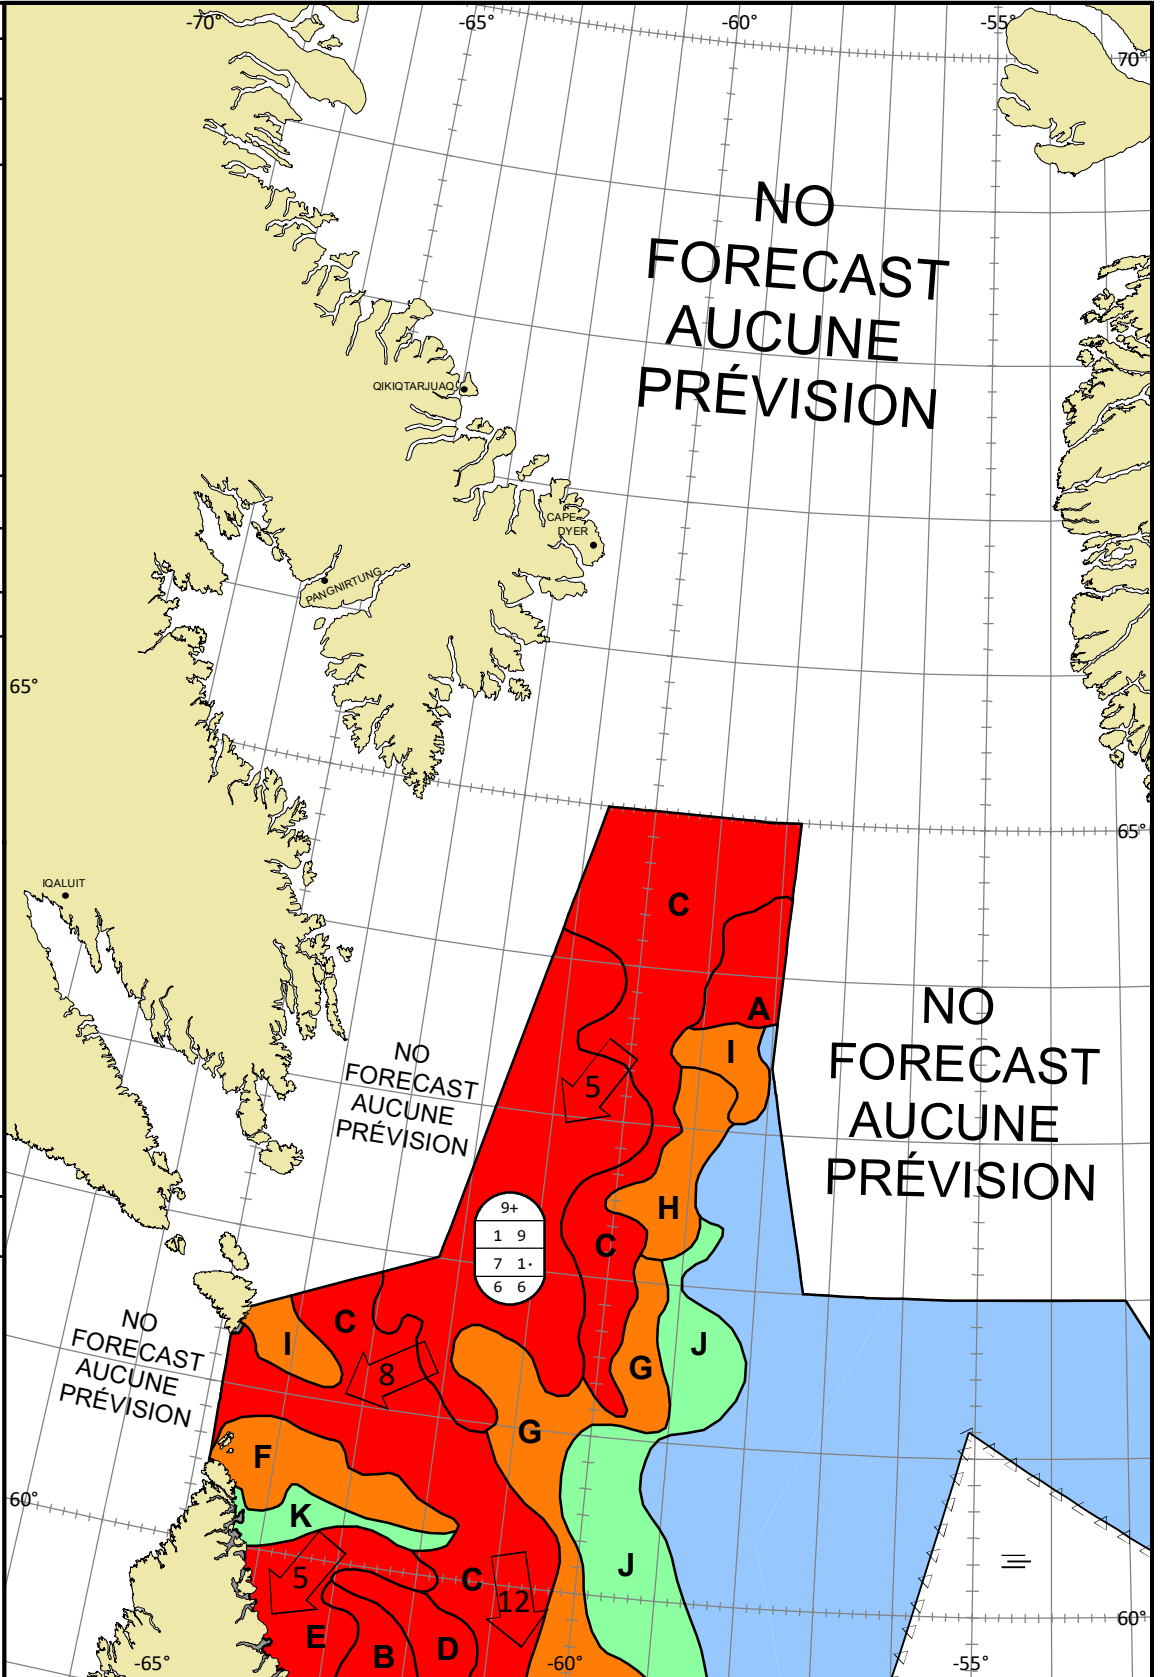 -70°
-65°
-60°
-55°
70°
NO
FORECAST
AUCUNE
PRÉVISION
QIKIQTARJUAQ
CAPE
DYER
PANGNIRTUNG
65°
65°
IQALUIT
C
A
I
NO
FORECAST
AUCUNE
PRÉVISION
NO
FORECAST
AUCUNE
PRÉVISION
5
9+
1 9
7 1·
6 6
H
C
NO
FORECAST
AUCUNE
PRÉVISION
I
C
8
G
J
G
F
K
60°
5
C
12
J
E
B
D
60°
-65°
-60°
-55°